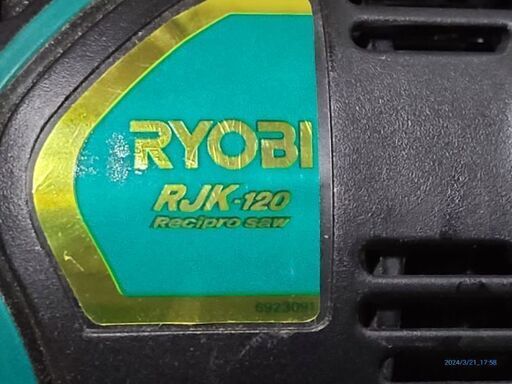 RYOBI
RJK-120
Recipro saw
6923091
2024/3/21_17:58